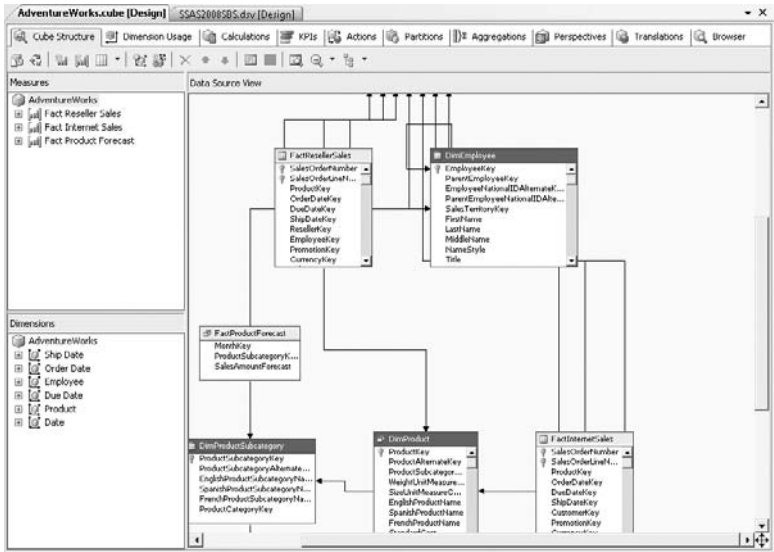 AdventureWorks.cube [Design] SSAS2008SBS.dsv [Design]
Cube Structure Dimension Usage Calculations KPIs Actions Partitions Aggregations Perspectives Translations Browser
Measures
AdventureWorks
Fact Reseller Sales
Fact Internet Sales
Fact Product Forecast
Dimensions
AdventureWorks
Ship Date
Order Date
Employee
Due Date
Product
Date
Data Source View
FactResellerSales
SalesOrderNumber
SalesOrderLineN...
ProductKey
OrderDateKey
DueDateKey
ShipDateKey
ResellerKey
EmployeeKey
PromotionKey
CurrencyKey
DimEmployee
EmployeeKey
ParentEmployeeKey
EmployeeNationalIDAlternateK...
ParentEmployeeNationalIDAlte...
SalesTerritoryKey
FirstName
LastName
MiddleName
NameStyle
Title
FactProductForecast
MonthKey
ProductSubcategoryK...
SalesAmountForecast
DimProductSubcategory
ProductSubcategoryKey
ProductSubcategoryAlternate...
EnglishProductSubcategoryNa...
SpanishProductSubcategoryNa...
FrenchProductSubcategoryNa...
ProductCategoryKey
DimProduct
ProductKey
ProductAlternateKey
ProductSubcategor...
WeightUnitMeasure...
SizeUnitMeasureC...
EnglishProductName
SpanishProductName
FrenchProductName
FactInternetSales
SalesOrderNumber
SalesOrderLineN...
ProductKey
OrderDateKey
DueDateKey
ShipDateKey
CustomerKey
PromotionKey